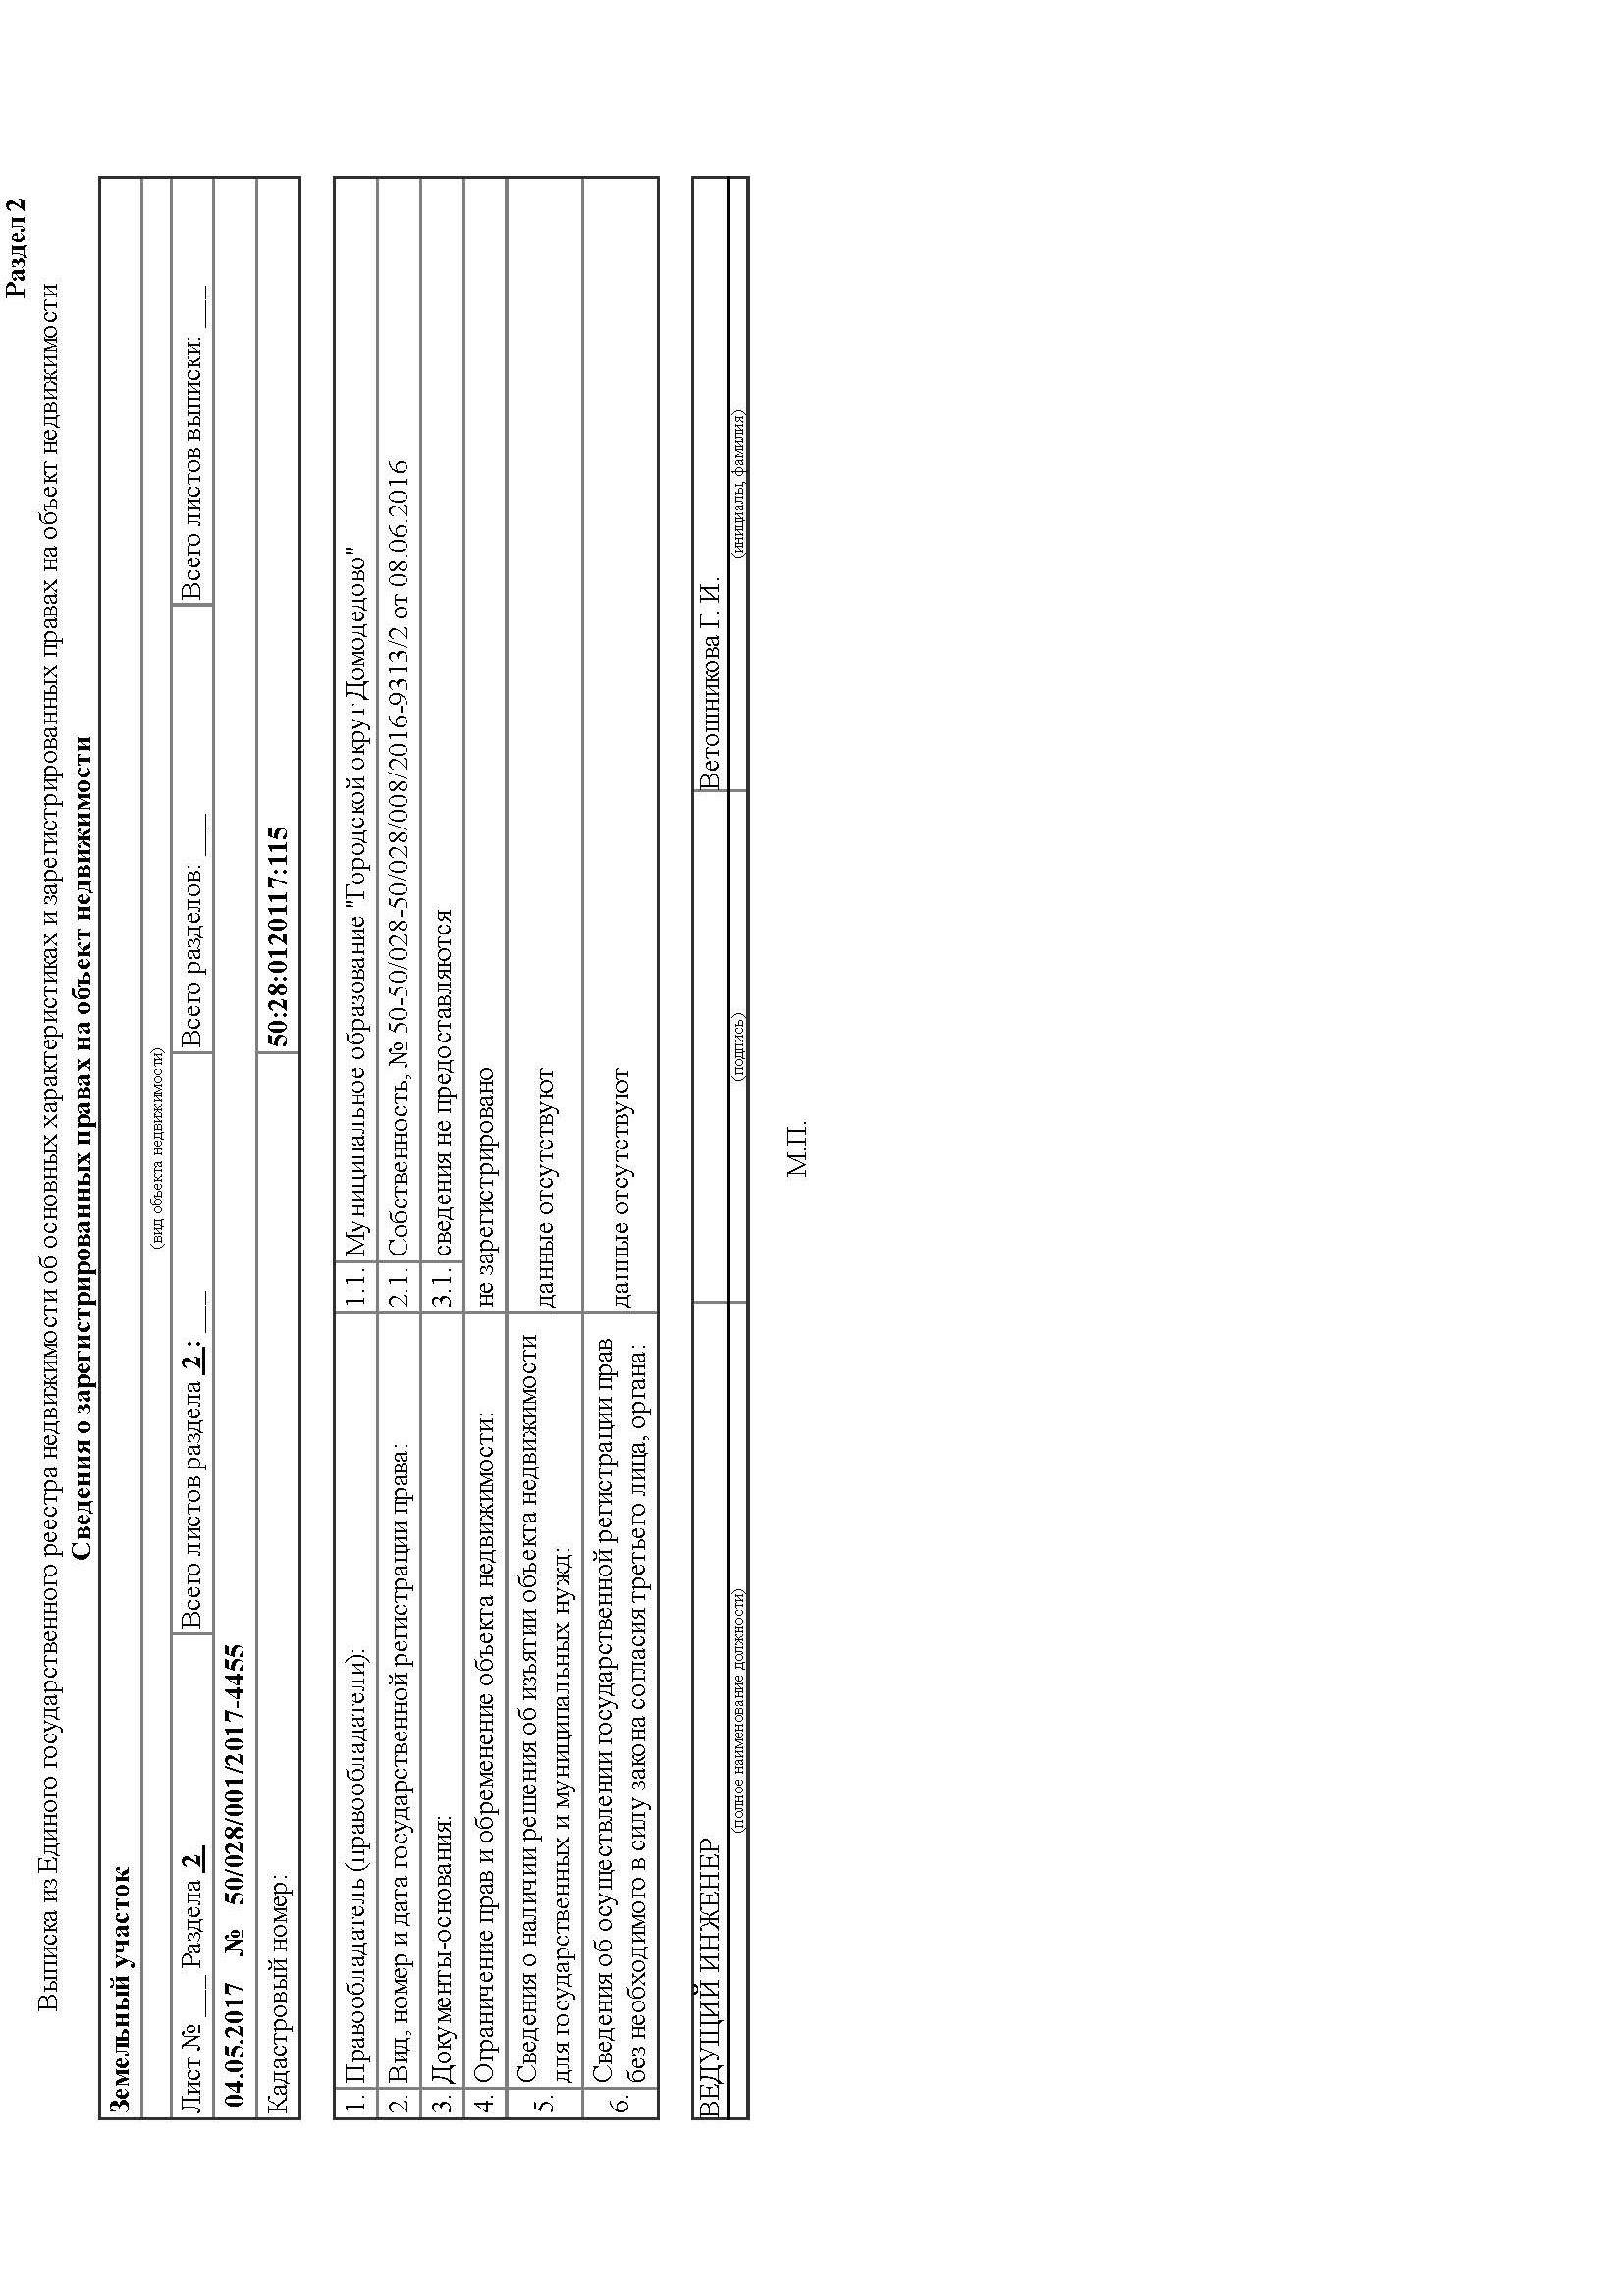 Раздел 2
Выписка из Единого государственного реестра недвижимости об основных характеристиках и зарегистрированных правах на объект недвижимости
Сведения о зарегистрированных правах на объект недвижимости
Земельный участок
(вид объекта недвижимости)
Лист № ___ Раздела 2 Всего листов раздела 2 : ___ Всего разделов: ___ Всего листов выписки: ___
04.05.2017 № 50/028/001/2017-4455
Кадастровый номер: 50:28:0120117:115
1. Правообладатель (правообладатели): 1.1. Муниципальное образование "Городской округ Домодедово"
2. Вид, номер и дата государственной регистрации права: 2.1. Собственность, № 50-50/028-50/028/008/2016-9313/2 от 08.06.2016
3. Документы-основания: 3.1. сведения не предоставляются
4. Ограничение прав и обременение объекта недвижимости: не зарегистрировано
5. Сведения о наличии решения об изъятии объекта недвижимости
для государственных и муниципальных нужд: данные отсутствуют
6. Сведения об осуществлении государственной регистрации прав
без необходимого в силу закона согласия третьего лица, органа: данные отсутствуют
ВЕДУЩИЙ ИНЖЕНЕР Ветошникова Г. И.
(полное наименование должности) (подпись) (инициалы, фамилия)
М.П.